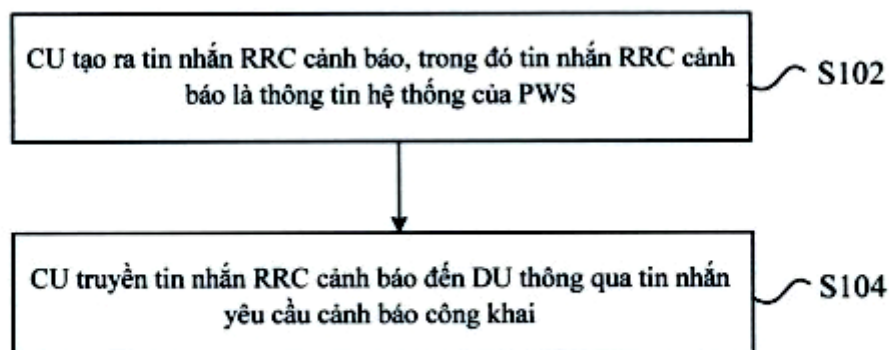 CU tạo ra tin nhắn RRC cảnh báo, trong đó tin nhắn RRC cảnh
báo là thông tin hệ thống của PWS
S102
CU truyền tin nhắn RRC cảnh báo đến DU thông qua tin nhắn
yêu cầu cảnh báo công khai
S104